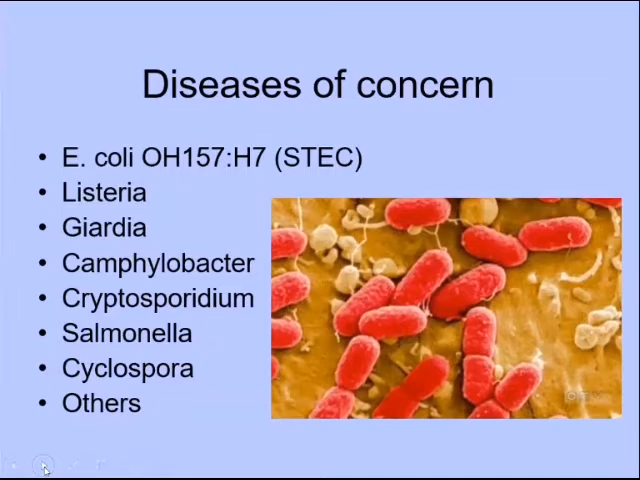 Diseases of concern
• E. coli OH157:H7 (STEC)
• Listeria
• Giardia
• Camphylobacter
• Cryptosporidium
• Salmonella
• Cyclospora
• Others